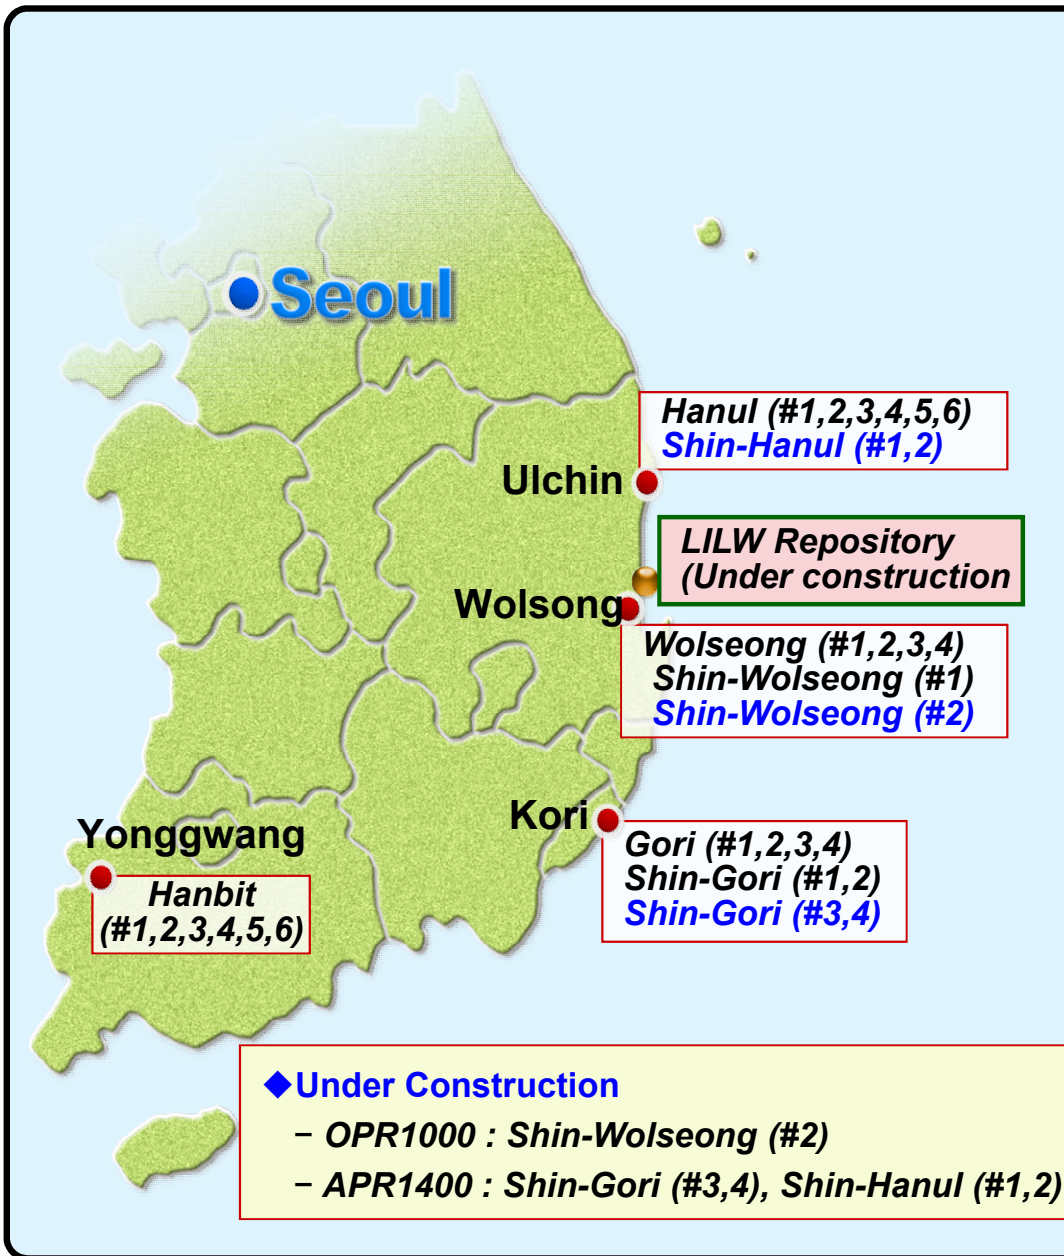 Seoul
Hanul (#1,2,3,4,5,6)
Shin-Hanul (#1,2)
Ulchin
LILW Repository
(Under construction
Wolsong
Wolseong (#1,2,3,4)
Shin-Wolseong (#1)
Shin-Wolseong (#2)
Kori
Gori (#1,2,3,4)
Shin-Gori (#1,2)
Shin-Gori (#3,4)
Yonggwang
Hanbit
(#1,2,3,4,5,6)
◆Under Construction
– OPR1000 : Shin-Wolseong (#2)
– APR1400 : Shin-Gori (#3,4), Shin-Hanul (#1,2)